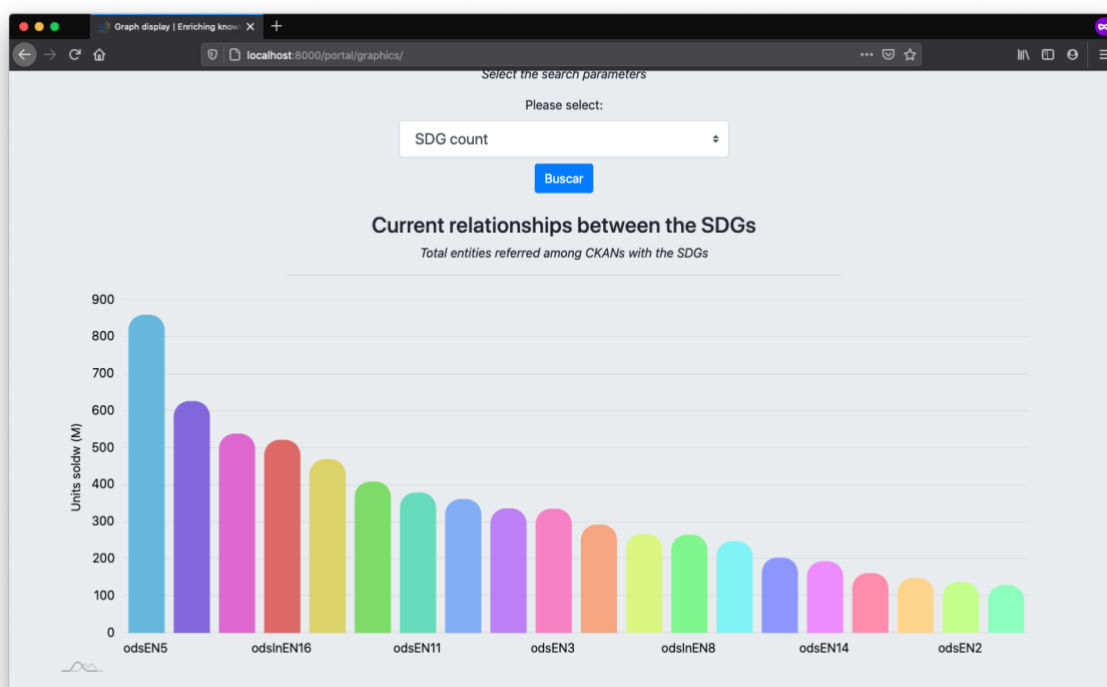 Graph display | Enriching know
localhost:8000/portal/graphics/
Select the search parameters
Please select:
SDG count
Buscar
Current relationships between the SDGs
Total entities referred among CKANs with the SDGs
900
800
700
600
500
400
300
200
100
0
Units soldw (M)
odsEN5 odsInEN16 odsEN11 odsEN3 odsInEN8 odsEN14 odsEN2